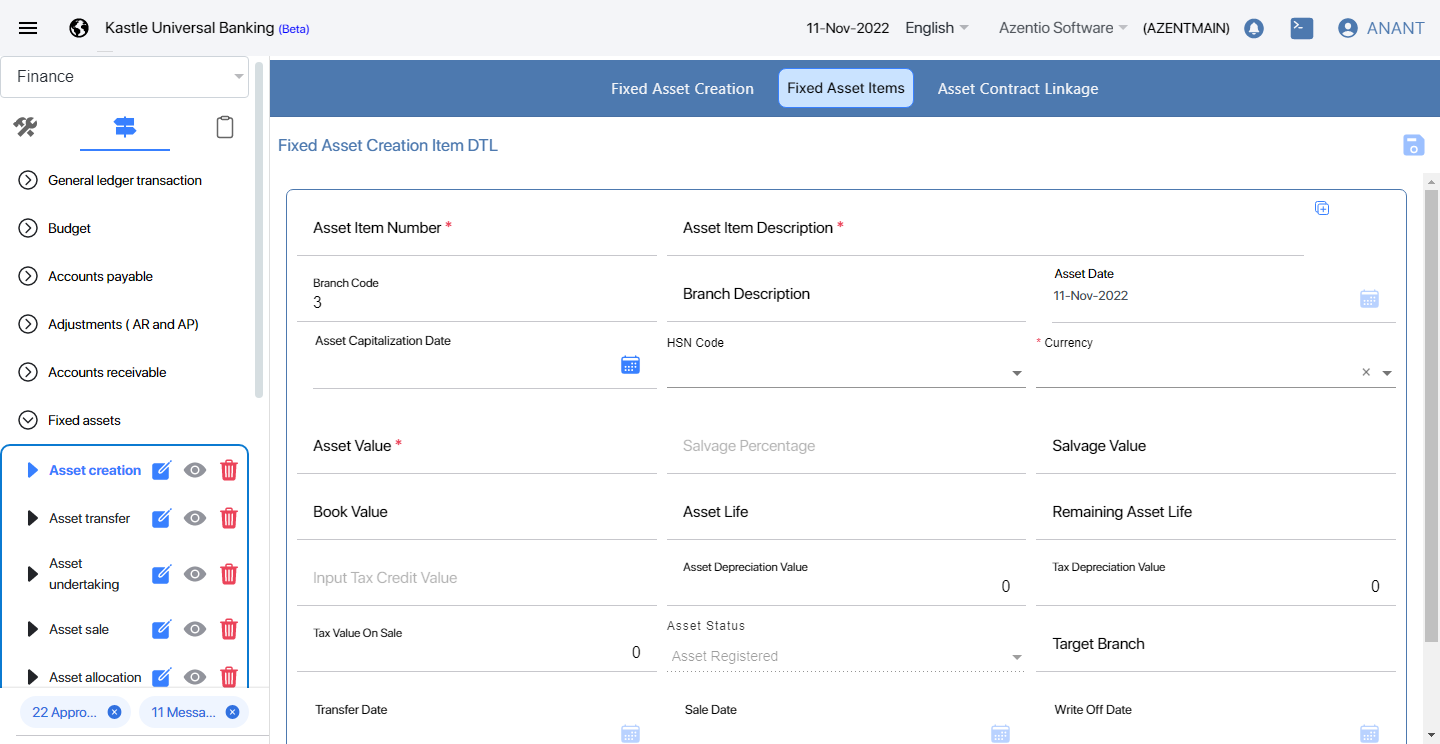 Kastle Universal Banking (Beta)
11-Nov-2022
English
Azentio Software
(AZENTMAIN)
ANANT
Finance
General ledger transaction
Budget
Accounts payable
Adjustments ( AR and AP)
Accounts receivable
Fixed assets
Asset creation
Asset transfer
Asset
undertaking
Asset sale
Asset allocation
22 Appro...
11 Messa...
Fixed Asset Creation
Fixed Asset Items
Asset Contract Linkage
Fixed Asset Creation Item DTL
Asset Item Number *
Asset Item Description *
Branch Code
3
Branch Description
Asset Date
11-Nov-2022
Asset Capitalization Date
HSN Code
* Currency
Asset Value *
Salvage Percentage
Salvage Value
Book Value
Asset Life
Remaining Asset Life
Input Tax Credit Value
Asset Depreciation Value
0
Tax Depreciation Value
0
Tax Value On Sale
0
Asset Status
Asset Registered
Target Branch
Transfer Date
Sale Date
Write Off Date